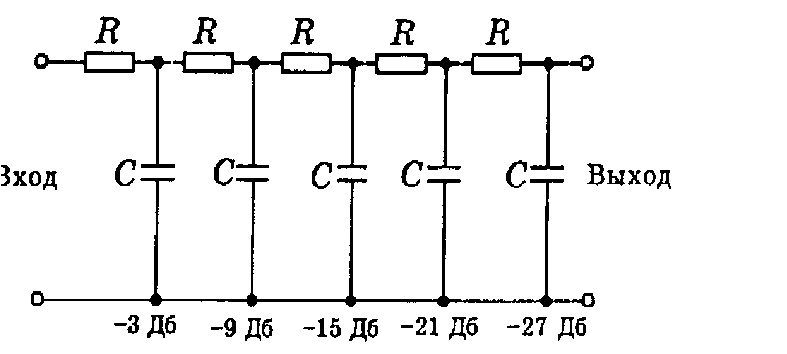 R R R R R
Вход C C C C C Выход
-3 Дб -9 Дб -15 Дб -21 Дб -27 Дб